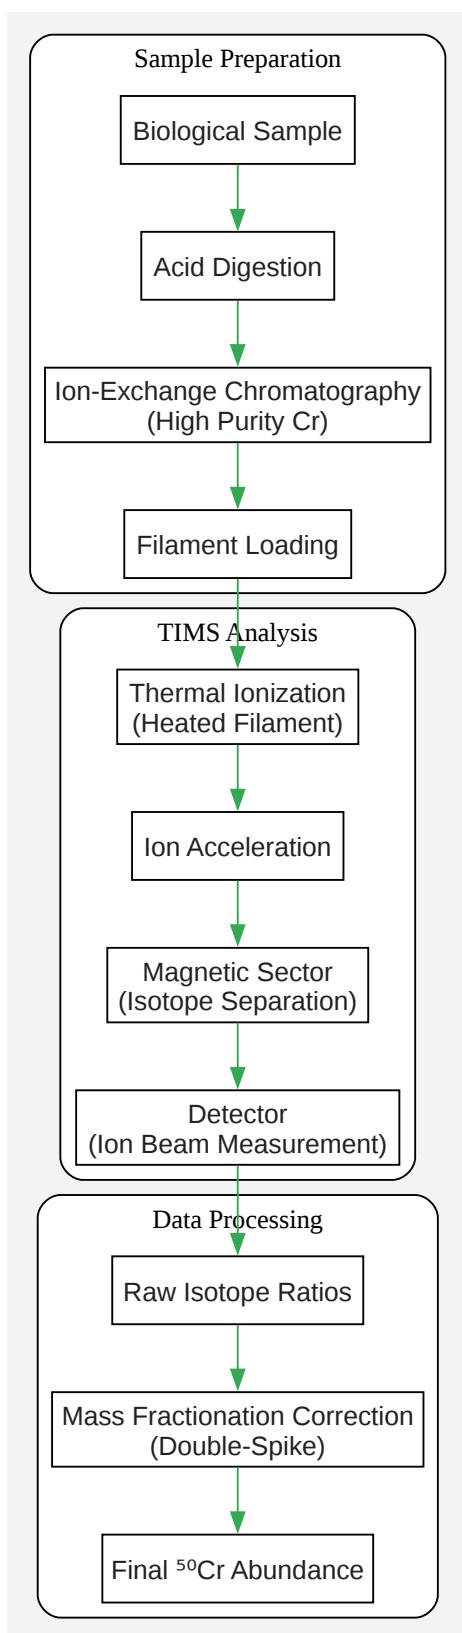 Sample Preparation
Biological Sample
Acid Digestion
Ion-Exchange Chromatography
(High Purity Cr)
Filament Loading
TIMS Analysis
Thermal Ionization
(Heated Filament)
Ion Acceleration
Magnetic Sector
(Isotope Separation)
Detector
(Ion Beam Measurement)
Data Processing
Raw Isotope Ratios
Mass Fractionation Correction
(Double-Spike)
Final ⁵⁰Cr Abundance